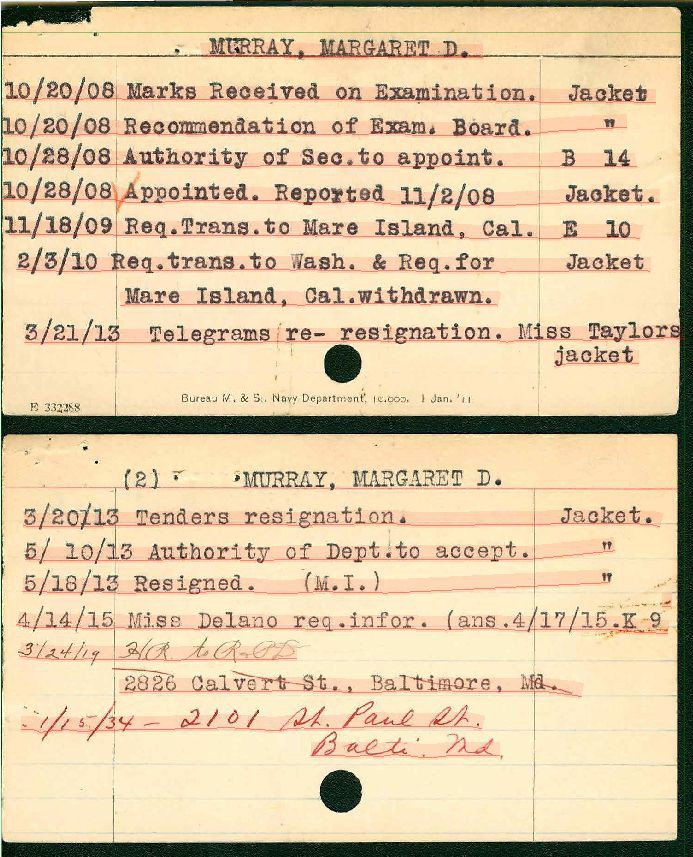 MURRAY, MARGARET D.
10/20/08 Marks Received on Examination. Jacket
10/20/08 Recommendation of Exam. Board. "
10/28/08 Authority of Sec.to appoint. B 14
10/28/08 Appointed. Reported 11/2/08 Jacket.
11/18/09 Req.Trans.to Mare Island, Cal. E 10
2/3/10 Req.trans.to Wash. & Req.for Jacket
Mare Island, Cal.withdrawn.
3/21/13 Telegrams re- resignation. Miss Taylors
jacket
Bureau M. & S., Navy Department, 10,000. 1 Jan. '11
E 332288
(2) MURRAY, MARGARET D.
3/20/13 Tenders resignation. Jacket.
5/ 10/13 Authority of Dept.to accept. "
5/18/13 Resigned. (M.I.) "
4/14/15 Miss Delano req.infor. (ans.4/17/15.K 9
3/24/19 to
2826 Calvert St., Baltimore, Md.
1/15/34 - 2101 St. Paul St.
Balti. Md.